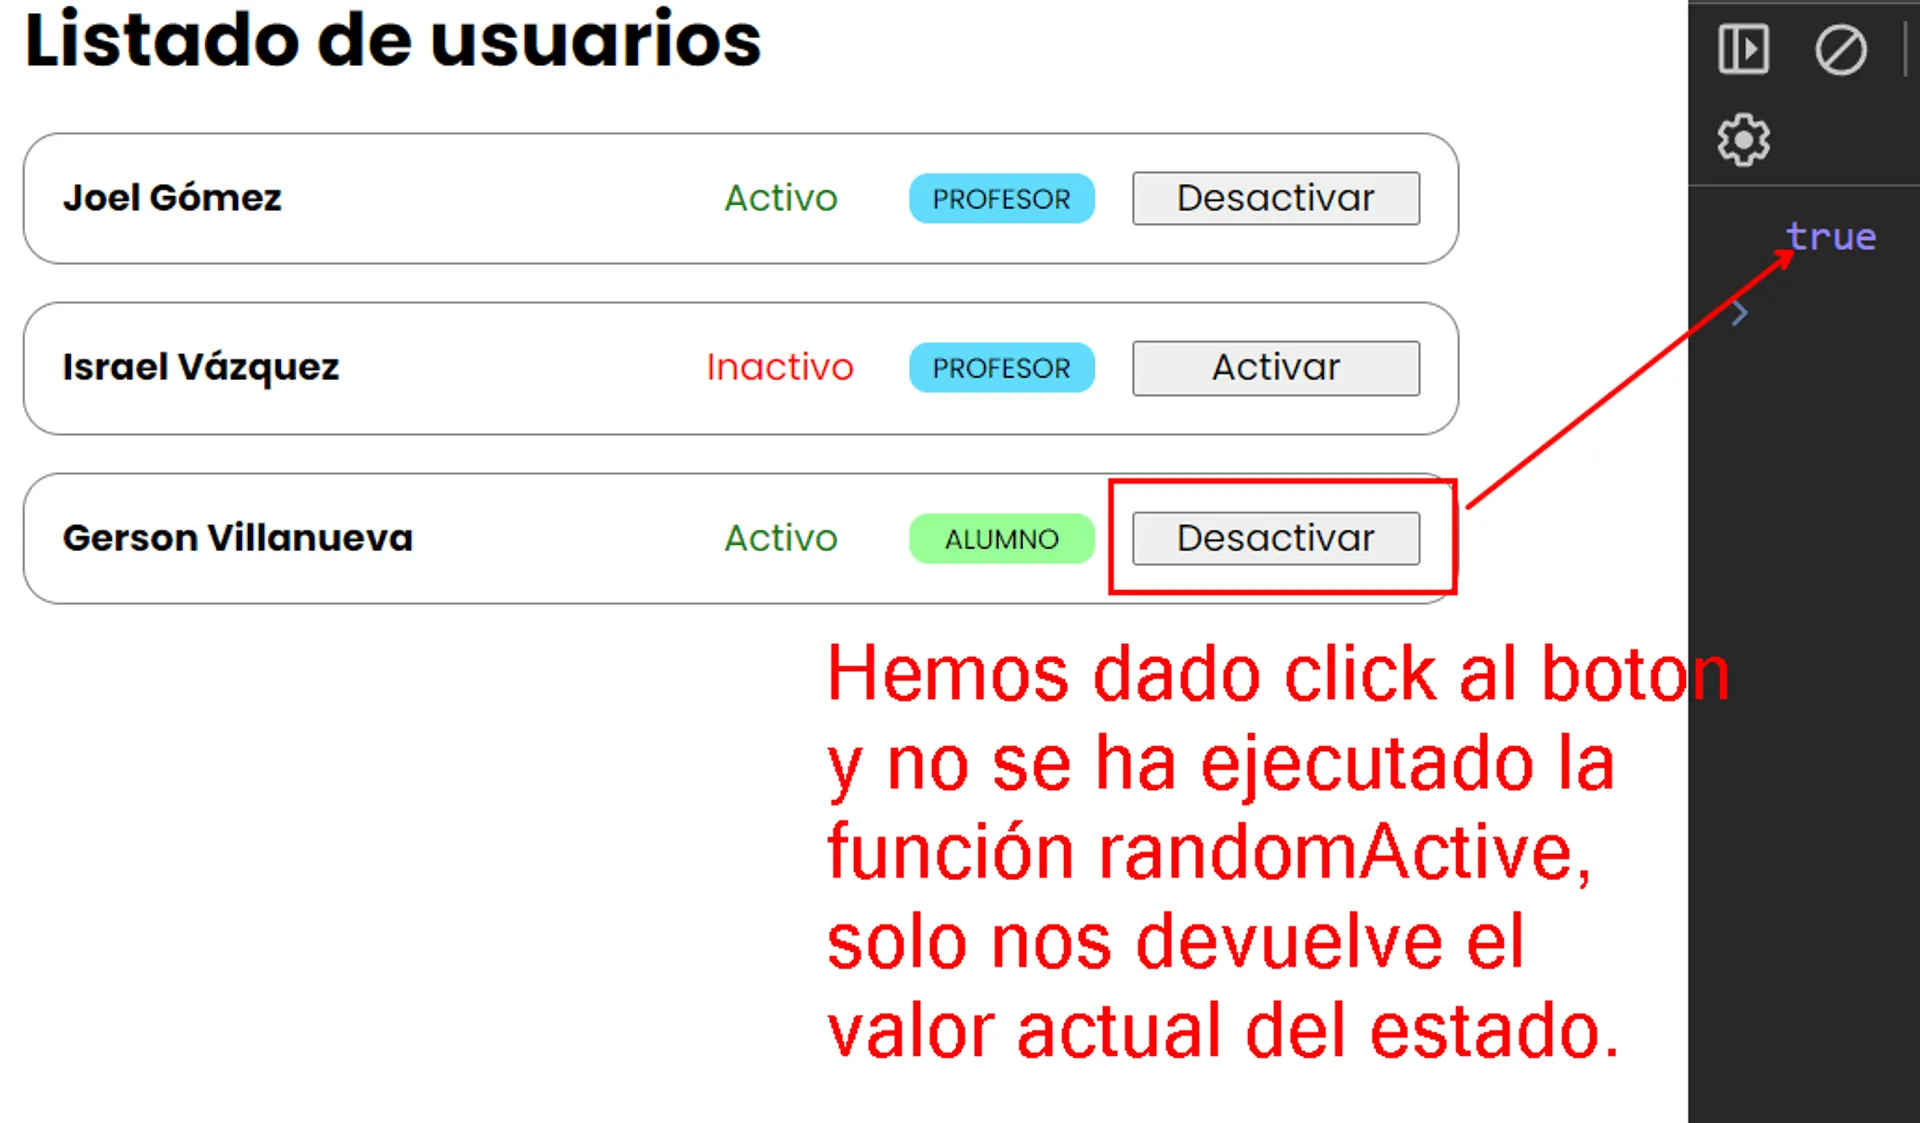 Listado de usuarios
Joel Gómez Activo PROFESOR Desactivar
true
Israel Vázquez Inactivo PROFESOR Activar
Gerson Villanueva Activo ALUMNO Desactivar
Hemos dado click al boton
y no se ha ejecutado la
función randomActive,
solo nos devuelve el
valor actual del estado.